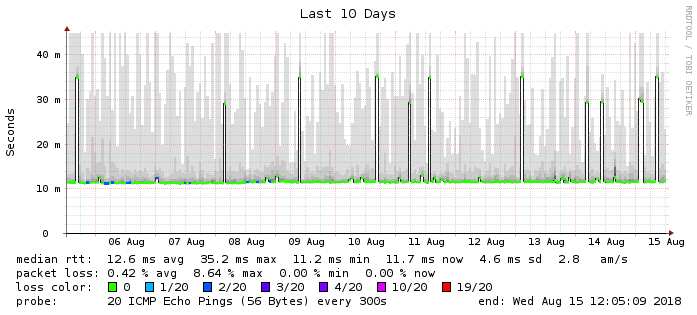 Last 10 Days
RRDTOOL / TOBI OETIKER
Seconds
40 m
30 m
20 m
10 m
0
06 Aug 07 Aug 08 Aug 09 Aug 10 Aug 11 Aug 12 Aug 13 Aug 14 Aug 15 Aug
median rtt: 12.6 ms avg 35.2 ms max 11.2 ms min 11.7 ms now 4.6 ms sd 2.8 am/s
packet loss: 0.42 % avg 8.64 % max 0.00 % min 0.00 % now
loss color: 0 1/20 2/20 3/20 4/20 10/20 19/20
probe: 20 ICMP Echo Pings (56 Bytes) every 300s end: Wed Aug 15 12:05:09 2018